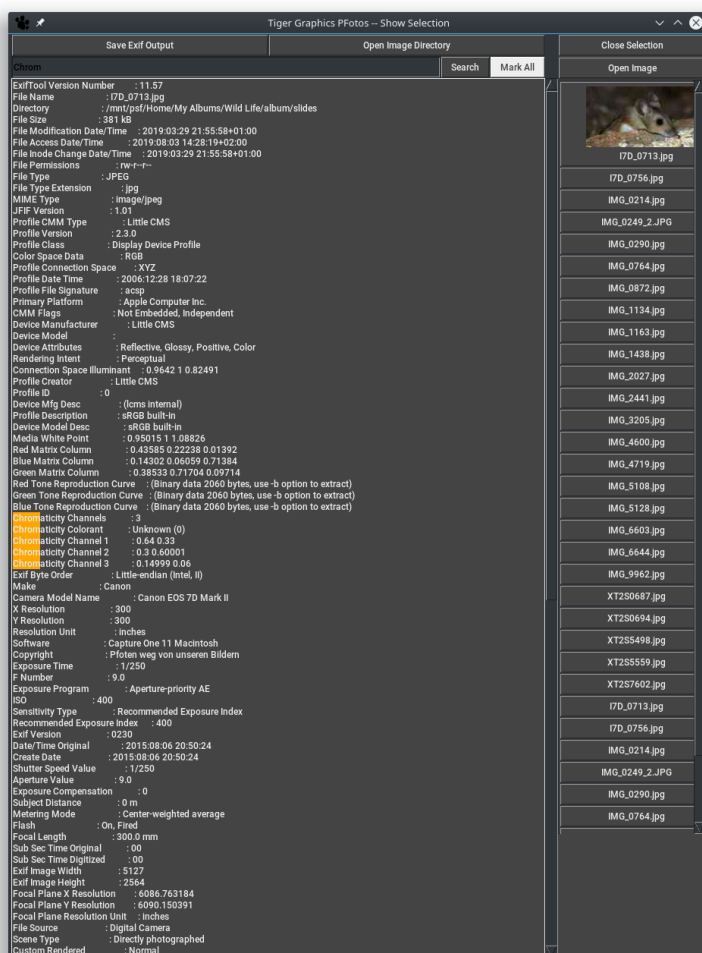 Tiger Graphics PFotos -- Show Selection
Save Exif Output
Open Image Directory
Close Selection
Chrom
Search
Mark All
Open Image
ExifTool Version Number : 11.57
File Name : I7D_0713.jpg
Directory : /mnt/psf/Home/My Albums/Wild Life/album/slides
File Size : 381 kB
File Modification Date/Time : 2019:03:29 21:55:58+01:00
File Access Date/Time : 2019:08:03 14:28:19+02:00
File Inode Change Date/Time : 2019:03:29 21:55:58+01:00
File Permissions : rw-r--r--
File Type : JPEG
File Type Extension : jpg
MIME Type : image/jpeg
JFIF Version : 1.01
Profile CMM Type : Little CMS
Profile Version : 2.3.0
Profile Class : Display Device Profile
Color Space Data : RGB
Profile Connection Space : XYZ
Profile Date Time : 2006:12:28 18:07:22
Profile File Signature : acsp
Primary Platform : Apple Computer Inc.
CMM Flags : Not Embedded, Independent
Device Manufacturer : Little CMS
Device Model :
Device Attributes : Reflective, Glossy, Positive, Color
Rendering Intent : Perceptual
Connection Space Illuminant : 0.9642 1 0.82491
Profile Creator : Little CMS
Profile ID : 0
Device Mfg Desc : (lcms internal)
Profile Description : sRGB built-in
Device Model Desc : sRGB built-in
Media White Point : 0.95015 1 1.08826
Red Matrix Column : 0.43585 0.22238 0.01392
Blue Matrix Column : 0.14302 0.06059 0.71384
Green Matrix Column : 0.38533 0.71704 0.09714
Red Tone Reproduction Curve : (Binary data 2060 bytes, use -b option to extract)
Green Tone Reproduction Curve : (Binary data 2060 bytes, use -b option to extract)
Blue Tone Reproduction Curve : (Binary data 2060 bytes, use -b option to extract)
Chromaticity Channels : 3
Chromaticity Colorant : Unknown (0)
Chromaticity Channel 1 : 0.64 0.33
Chromaticity Channel 2 : 0.3 0.60001
Chromaticity Channel 3 : 0.14999 0.06
Exif Byte Order : Little-endian (Intel, II)
Make : Canon
Camera Model Name : Canon EOS 7D Mark II
X Resolution : 300
Y Resolution : 300
Resolution Unit : inches
Software : Capture One 11 Macintosh
Copyright : Pfoten weg von unseren Bildern
Exposure Time : 1/250
F Number : 9.0
Exposure Program : Aperture-priority AE
ISO : 400
Sensitivity Type : Recommended Exposure Index
Recommended Exposure Index : 400
Exif Version : 0230
Date/Time Original : 2015:08:06 20:50:24
Create Date : 2015:08:06 20:50:24
Shutter Speed Value : 1/250
Aperture Value : 9.0
Exposure Compensation : 0
Subject Distance : 0 m
Metering Mode : Center-weighted average
Flash : On, Fired
Focal Length : 300.0 mm
Sub Sec Time Original : 00
Sub Sec Time Digitized : 00
Exif Image Width : 5127
Exif Image Height : 2564
Focal Plane X Resolution : 6086.763184
Focal Plane Y Resolution : 6090.150391
Focal Plane Resolution Unit : inches
File Source : Digital Camera
Scene Type : Directly photographed
Custom Rendered : Normal
I7D_0713.jpg
I7D_0756.jpg
IMG_0214.jpg
IMG_0249_2.JPG
IMG_0290.jpg
IMG_0764.jpg
IMG_0872.jpg
IMG_1134.jpg
IMG_1163.jpg
IMG_1438.jpg
IMG_2027.jpg
IMG_2441.jpg
IMG_3205.jpg
IMG_4600.jpg
IMG_4719.jpg
IMG_5108.jpg
IMG_5128.jpg
IMG_6603.jpg
IMG_6644.jpg
IMG_9962.jpg
XT2S0687.jpg
XT2S0694.jpg
XT2S5498.jpg
XT2S5559.jpg
XT2S7602.jpg
I7D_0713.jpg
I7D_0756.jpg
IMG_0214.jpg
IMG_0249_2.JPG
IMG_0290.jpg
IMG_0764.jpg